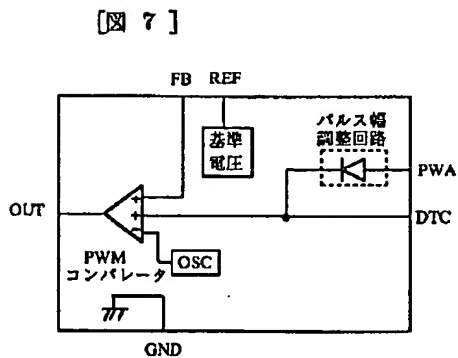 [図 7]
FB REF
パルス幅
調整回路
基準
電圧
PWA
OUT
DTC
PWM
コンパレータ
OSC
GND